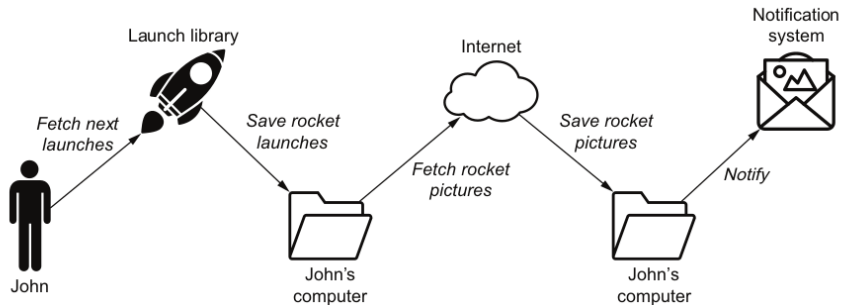 Launch library
Fetch next
launches
John
Save rocket
launches
John's
computer
Internet
Fetch rocket
pictures
Save rocket
pictures
John's
computer
Notification
system
Notify